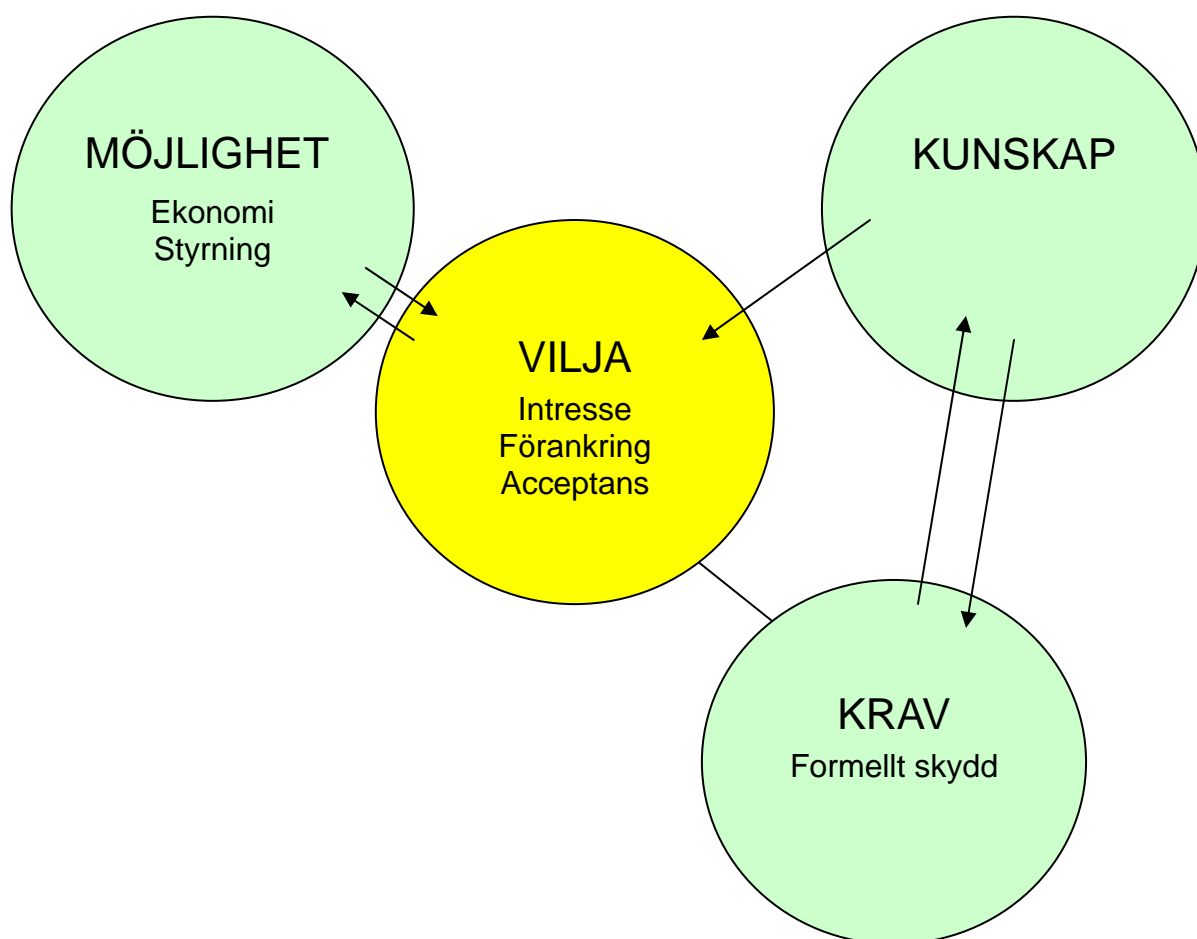 MÖJLIGHET
Ekonomi
Styrning
KUNSKAP
VILJA
Intresse
Förankring
Acceptans
KRAV
Formellt skydd